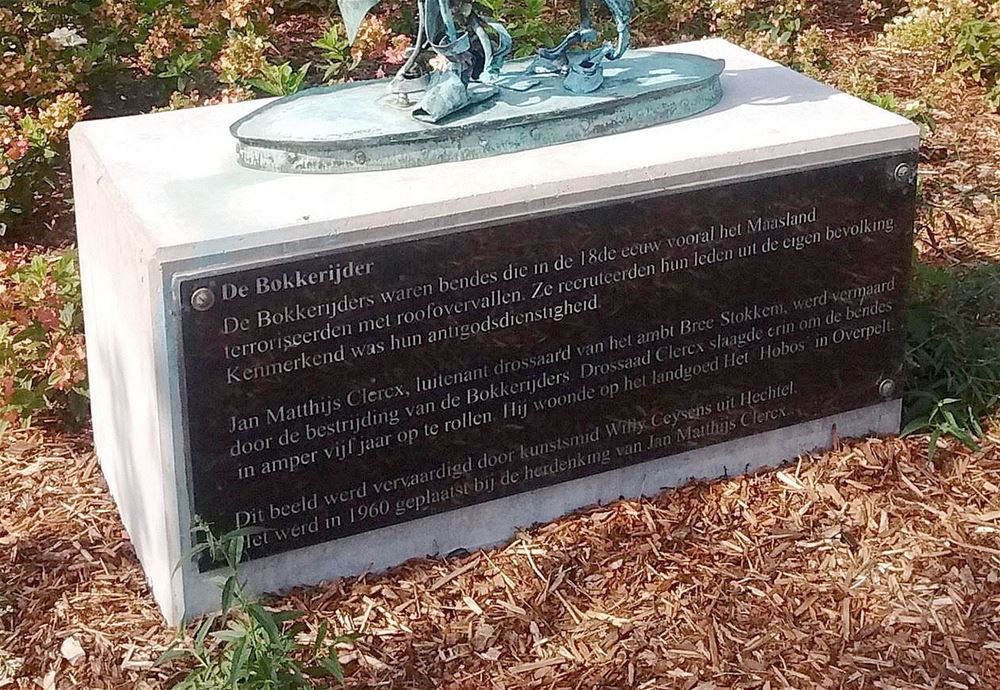 De Bokkerijder
De Bokkerijders waren bendes die in de 18de eeuw vooral het Maasland
terroriseerden met roofovervallen. Ze recruteerden hun leden uit de eigen bevolking
Kenmerkend was hun antigodsdienstigheid.
Jan Matthijs Clercx, luitenant drossaard van het ambt Bree Stokkem, werd vermaard
door de bestrijding van de Bokkerijders. Drossaad Clercx slaagde erin om de bendes
in amper vijf jaar op te rollen. Hij woonde op het landgoed Het 'Hobos' in Overpelt.
Dit beeld werd vervaardigd door kunstsmid Willy Ceysens uit Hechtel.
Het werd in 1960 geplaatst bij de herdenking van Jan Matthijs Clercx.